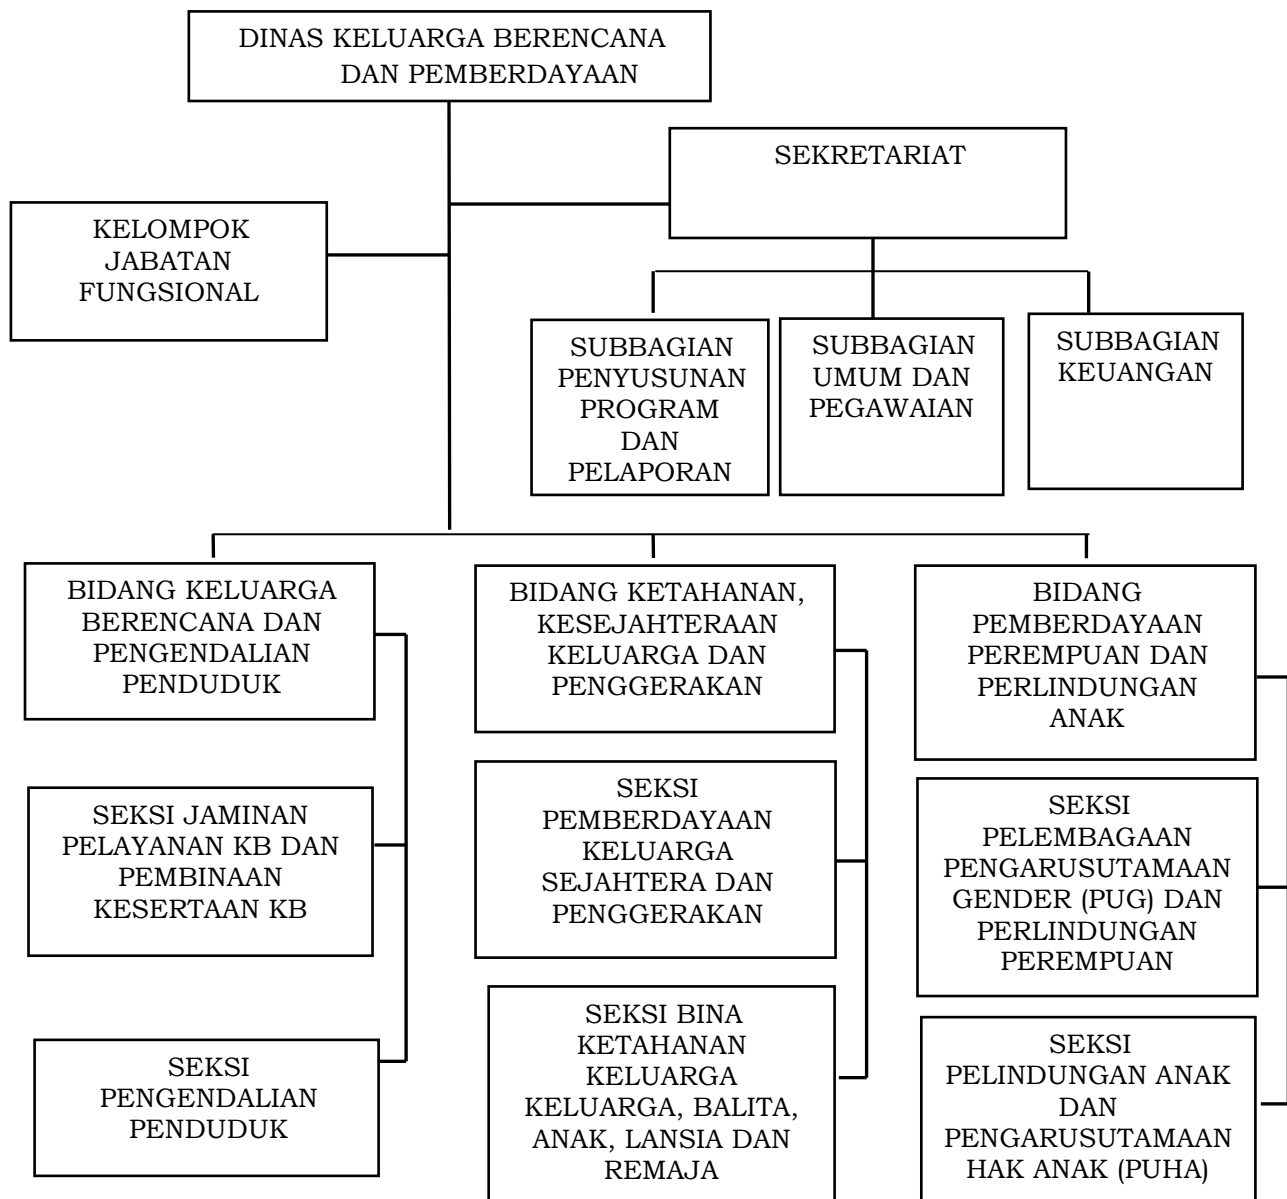 DINAS KELUARGA BERENCANA
DAN PEMBERDAYAAN
SEKRETARIAT
KELOMPOK
JABATAN
FUNGSIONAL
SUBBAGIAN
PENYUSUNAN
PROGRAM
DAN
PELAPORAN
SUBBAGIAN
UMUM DAN
PEGAWAIAN
SUBBAGIAN
KEUANGAN
BIDANG KELUARGA
BERENCANA DAN
PENGENDALIAN
PENDUDUK
BIDANG KETAHANAN,
KESEJAHTERAAN
KELUARGA DAN
PENGGERAKAN
BIDANG
PEMBERDAYAAN
PEREMPUAN DAN
PERLINDUNGAN
ANAK
SEKSI JAMINAN
PELAYANAN KB DAN
PEMBINAAN
KESERTAAN KB
SEKSI
PEMBERDAYAAN
KELUARGA
SEJAHTERA DAN
PENGGERAKAN
SEKSI
PELEMBAGAAN
PENGARUSUTAMAAN
GENDER (PUG) DAN
PERLINDUNGAN
PEREMPUAN
SEKSI
PENGENDALIAN
PENDUDUK
SEKSI BINA
KETAHANAN
KELUARGA
KELUARGA, BALITA,
ANAK, LANSIA DAN
REMAJA
SEKSI
PELINDUNGAN ANAK
DAN
PENGARUSUTAMAAN
HAK ANAK (PUHA)